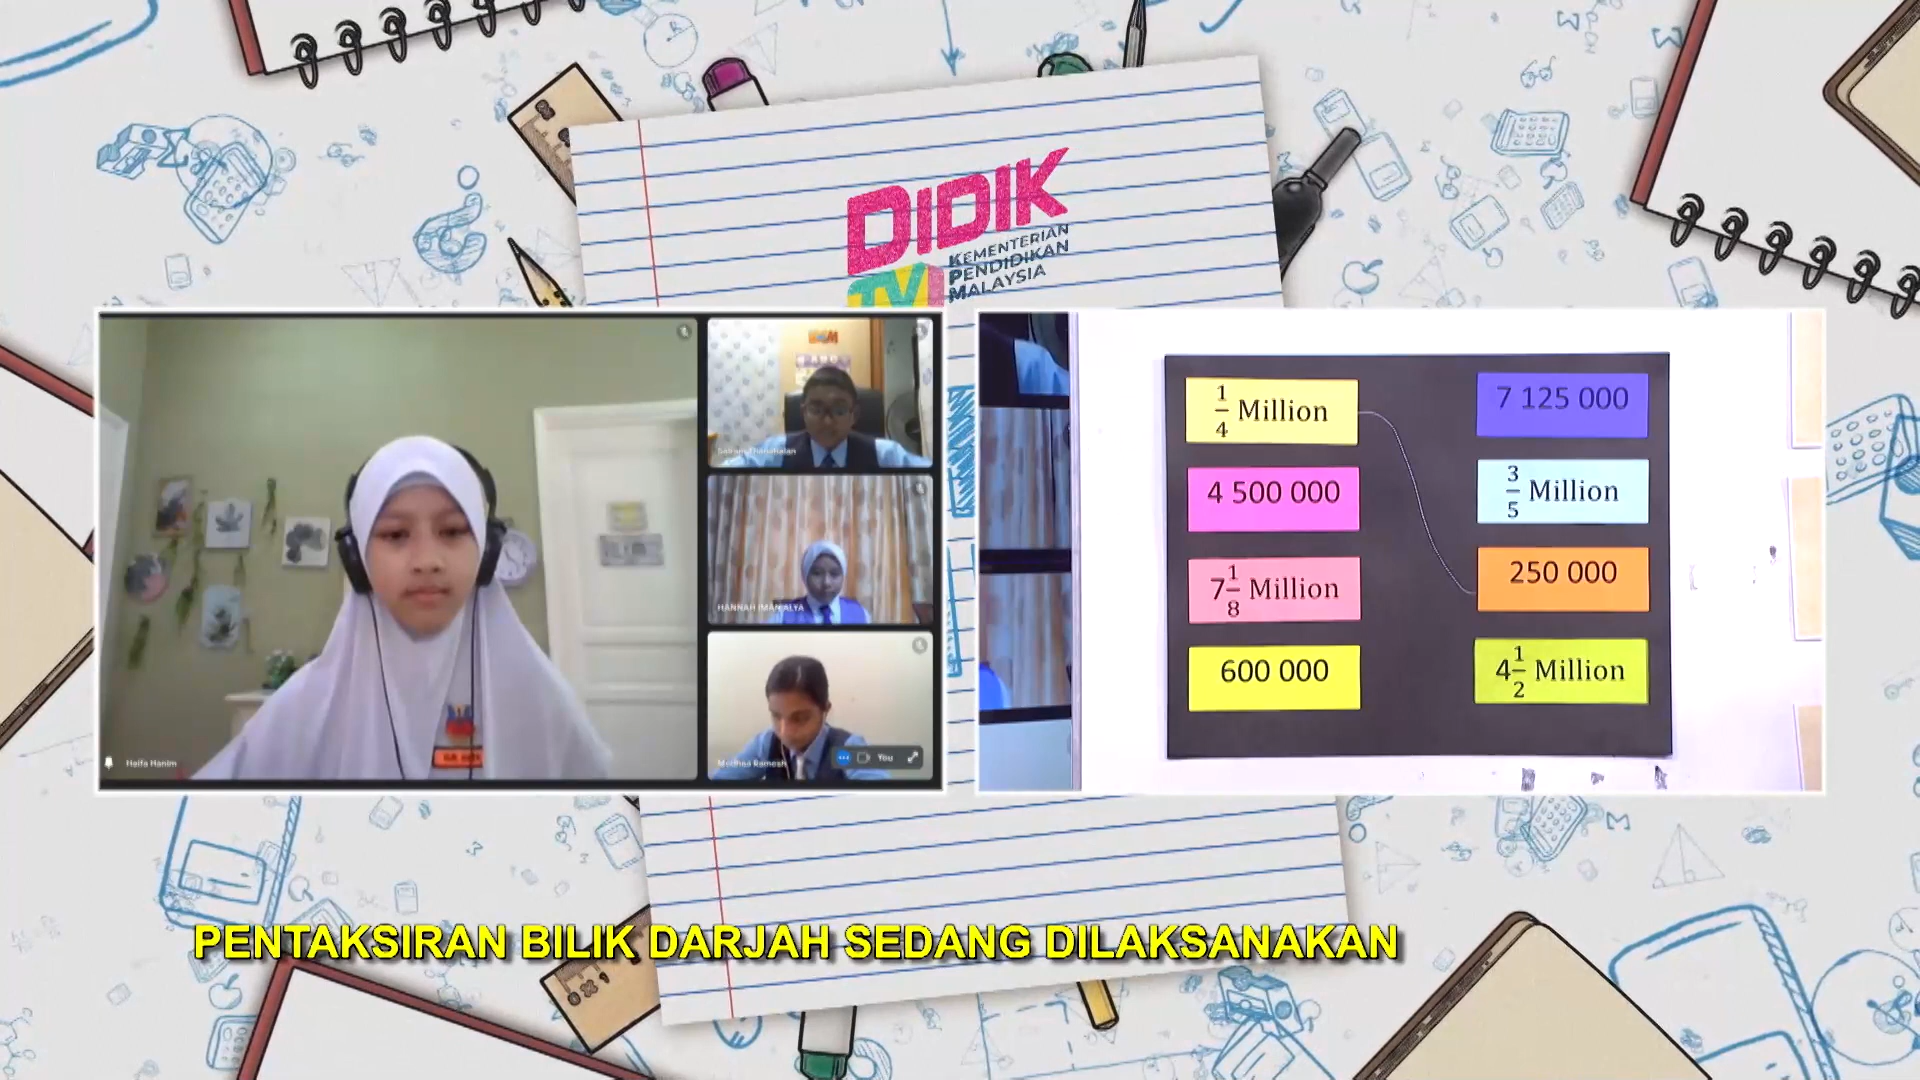 DIDIK
TV
KEMENTERIAN
PENDIDIKAN
MALAYSIA
Haifa Hanim
HANNAH IMAN ALYA
Ramesh
You
1/4 Million
4 500 000
7 1/8 Million
600 000
7 125 000
3/5 Million
250 000
4 1/2 Million
PENTAKSIRAN BILIK DARJAH SEDANG DILAKSANAKAN